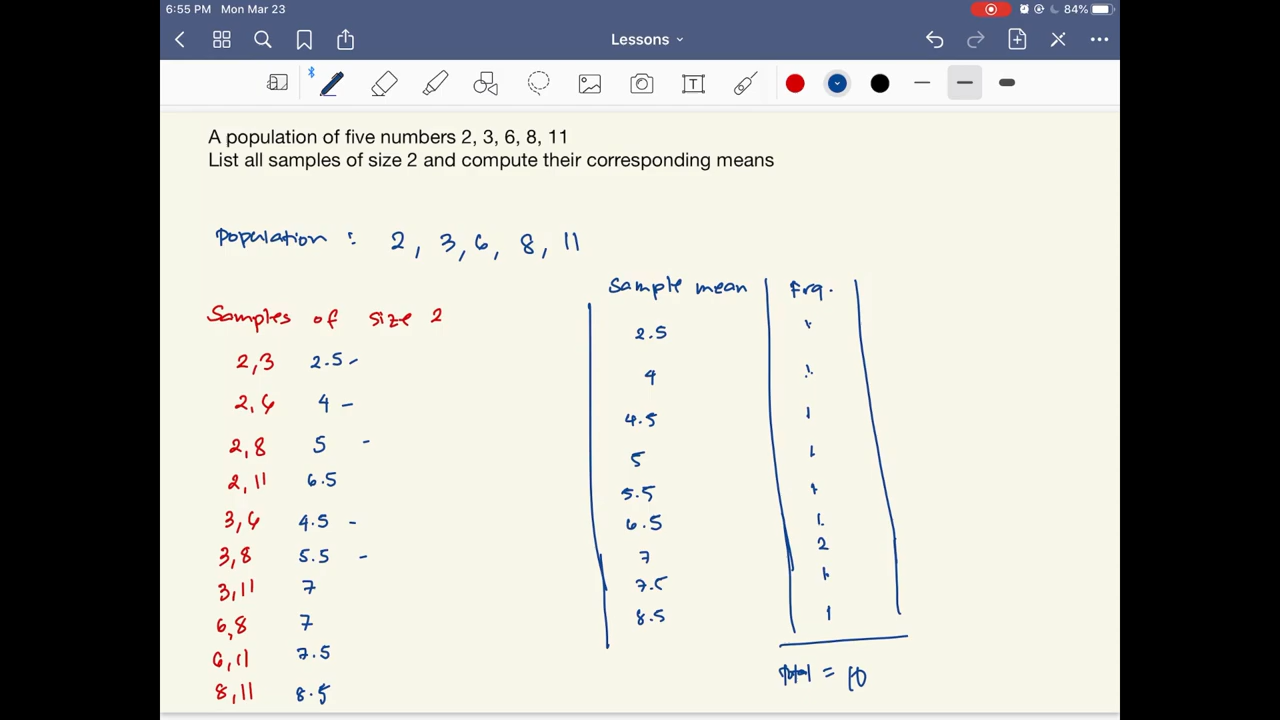 6:55 PM Mon Mar 23
84%
Lessons
A population of five numbers 2, 3, 6, 8, 11
List all samples of size 2 and compute their corresponding means
Population : 2, 3, 6, 8, 11
Samples of size 2
2,3 2.5 -
2,6 4 -
2,8 5 -
2,11 6.5
3,6 4.5 -
3,8 5.5 -
3,11 7
6,8 7
6,11 7.5
8,11 8.5
Sample mean Frq.
2.5 1
4 1
4.5 1
5 1
5.5 1
6.5 1
7 2
7.5 1
8.5 1
Total = 10